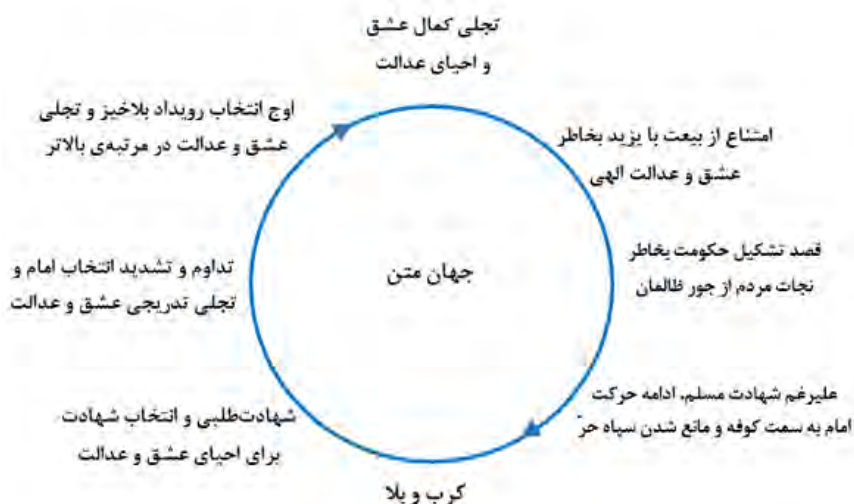 تجلی کمال عشق
و احیای عدالت
امتناع از بیعت با یزید بخاطر
عشق و عدالت الهی
قصد تشکیل حکومت بخاطر
نجات مردم از جور ظالمان
علیرغم شهادت مسلم، ادامه حرکت
امام به سمت کوفه و مانع شدن سپاه حر
کرب و بلا
شهادت‌طلبی و انتخاب شهادت
برای احیای عشق و عدالت
تداوم و تشدید انتخاب امام و
تجلی تدریجی عشق و عدالت
اوج انتخاب رویداد بلاخیز و تجلی
عشق و عدالت در مرتبه‌ی بالاتر
جهان متن